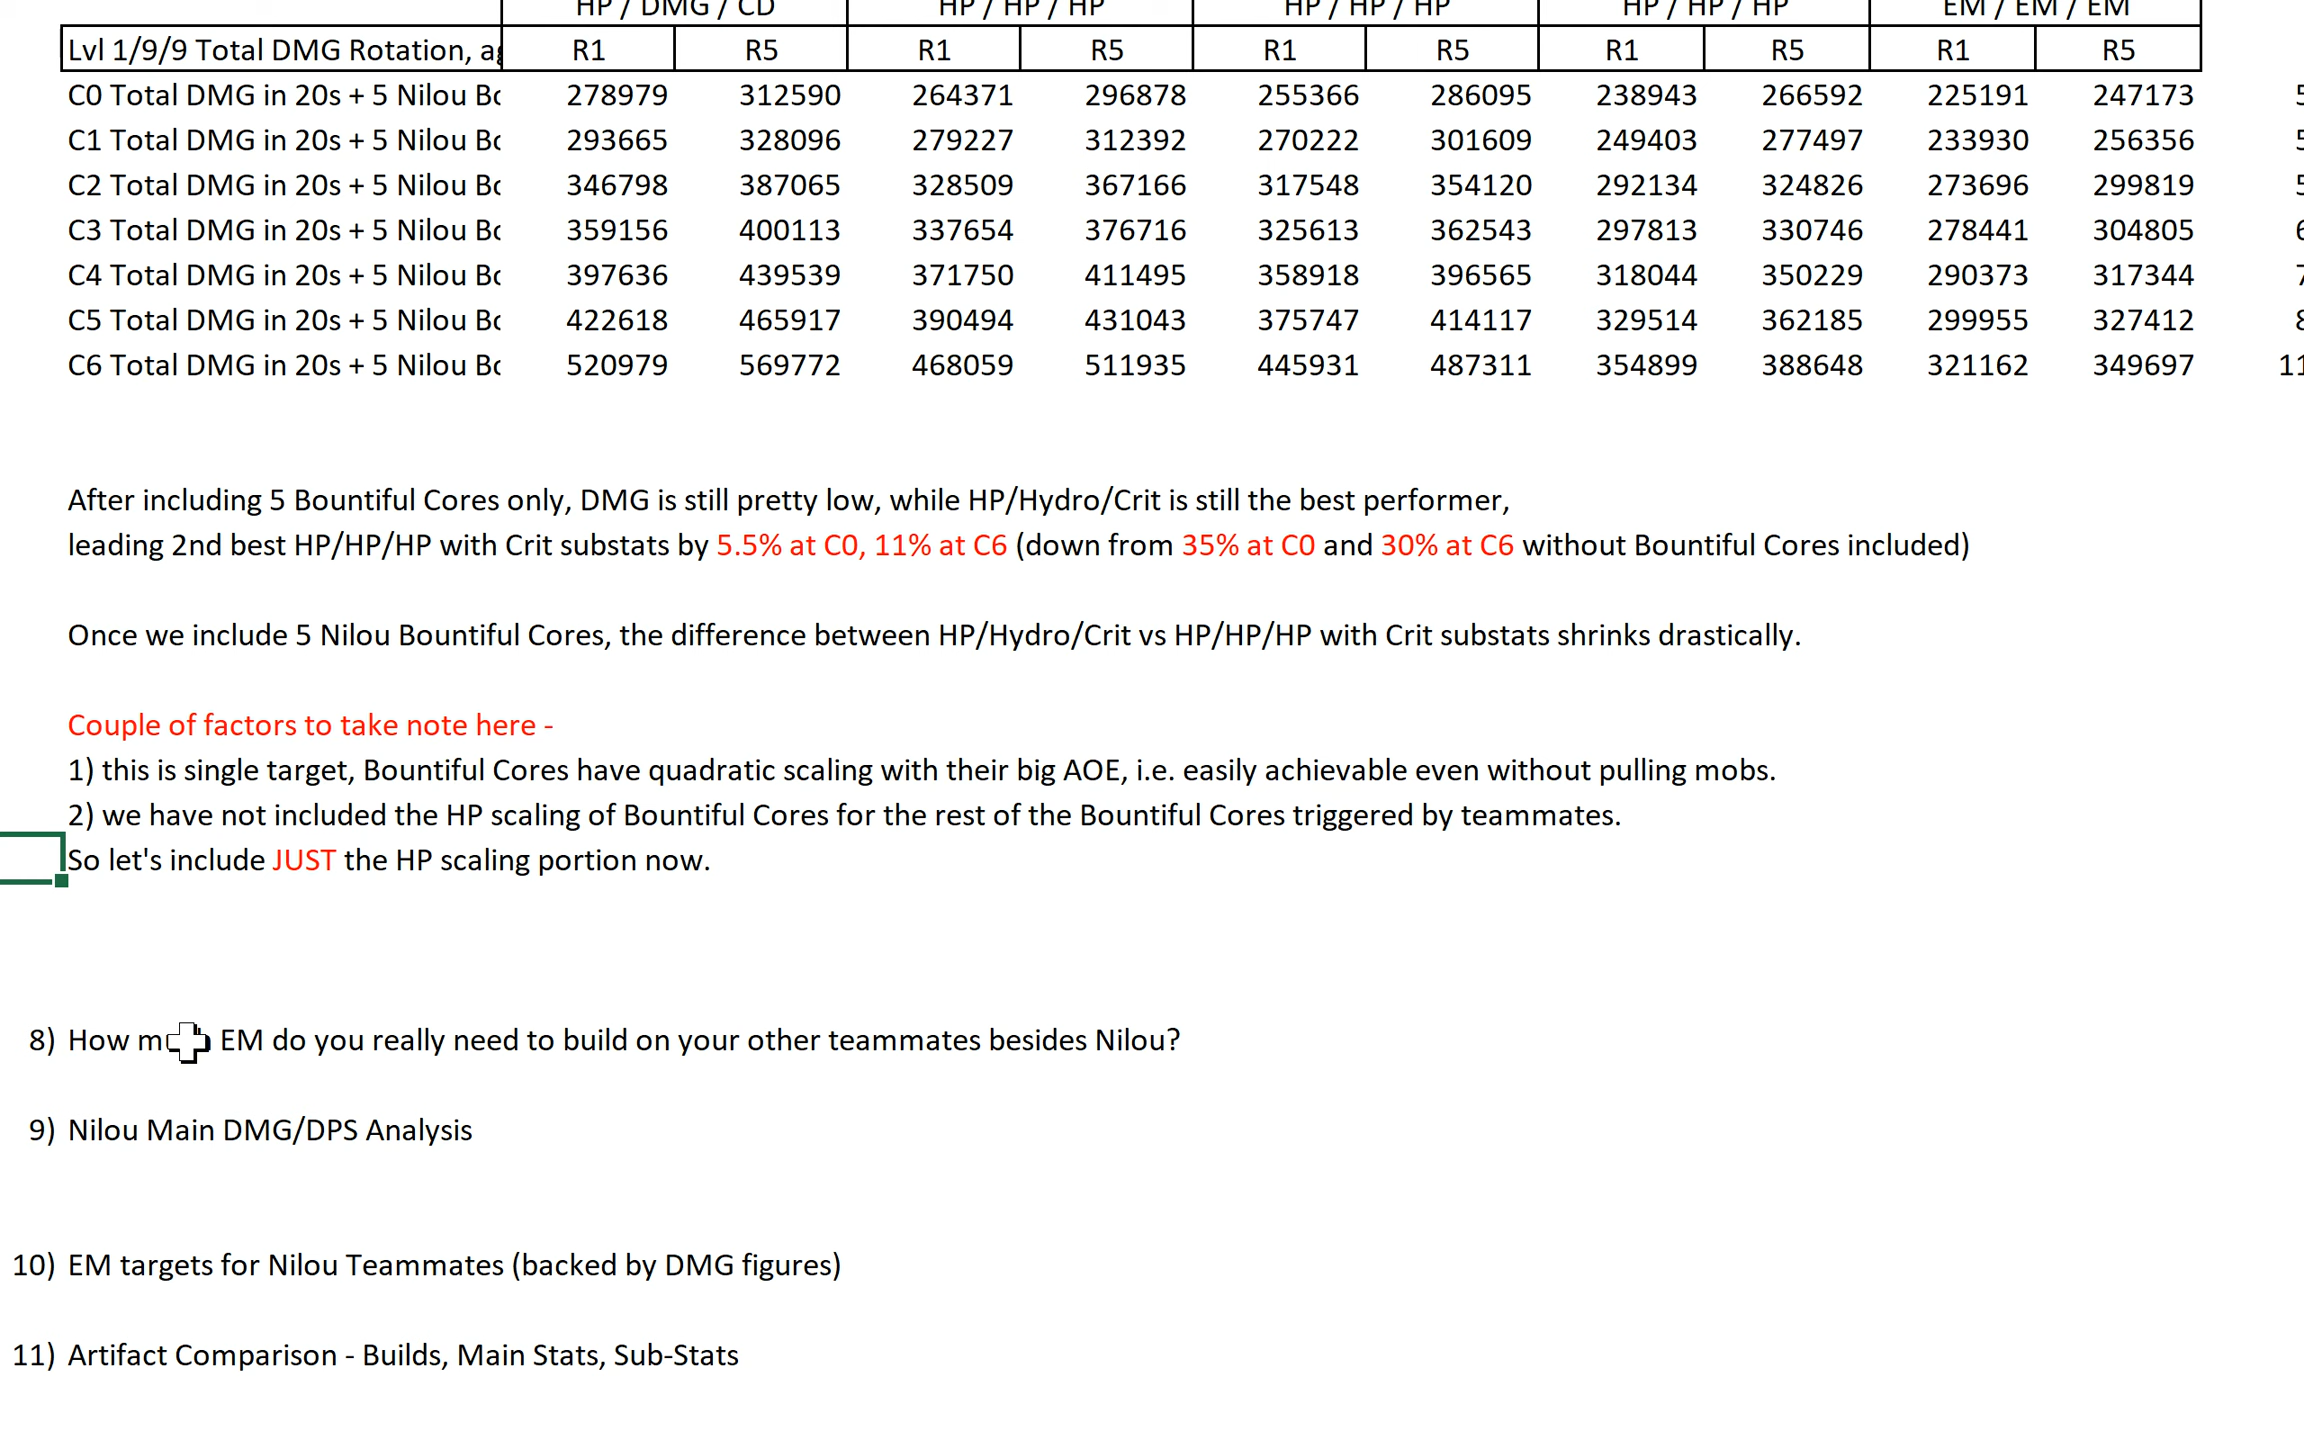 HP / DMG / CD HP / HP / HP HP / HP / HP HP / HP / HP EM / EM / EM
Lvl 1/9/9 Total DMG Rotation, R1 R5 R1 R5 R1 R5 R1 R5 R1 R5
C0 Total DMG in 20s + 5 Nilou 278979 312590 264371 296878 255366 286095 238943 266592 225191 247173
C1 Total DMG in 20s + 5 Nilou 293665 328096 279227 312392 270222 301609 249403 277497 233930 256356
C2 Total DMG in 20s + 5 Nilou 346798 387065 328509 367166 317548 354120 292134 324826 273696 299819
C3 Total DMG in 20s + 5 Nilou 359156 400113 337654 376716 325613 362543 297813 330746 278441 304805
C4 Total DMG in 20s + 5 Nilou 397636 439539 371750 411495 358918 396565 318044 350229 290373 317344
C5 Total DMG in 20s + 5 Nilou 422618 465917 390494 431043 375747 414117 329514 362185 299955 327412
C6 Total DMG in 20s + 5 Nilou 520979 569772 468059 511935 445931 487311 354899 388648 321162 349697
After including 5 Bountiful Cores only, DMG is still pretty low, while HP/Hydro/Crit is still the best performer,
leading 2nd best HP/HP/HP with Crit substats by 5.5% at C0, 11% at C6 (down from 35% at C0 and 30% at C6 without Bountiful Cores included)
Once we include 5 Nilou Bountiful Cores, the difference between HP/Hydro/Crit vs HP/HP/HP with Crit substats shrinks drastically.
Couple of factors to take note here -
1) this is single target, Bountiful Cores have quadratic scaling with their big AOE, i.e. easily achievable even without pulling mobs.
2) we have not included the HP scaling of Bountiful Cores for the rest of the Bountiful Cores triggered by teammates.
So let's include JUST the HP scaling portion now.
8) How EM do you really need to build on your other teammates besides Nilou?
9) Nilou Main DMG/DPS Analysis
10) EM targets for Nilou Teammates (backed by DMG figures)
11) Artifact Comparison - Builds, Main Stats, Sub-Stats